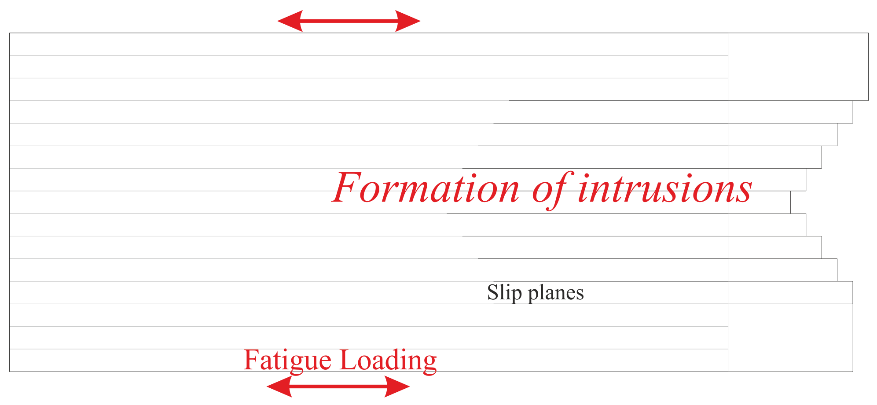 Formation of intrusions
Slip planes
Fatigue Loading